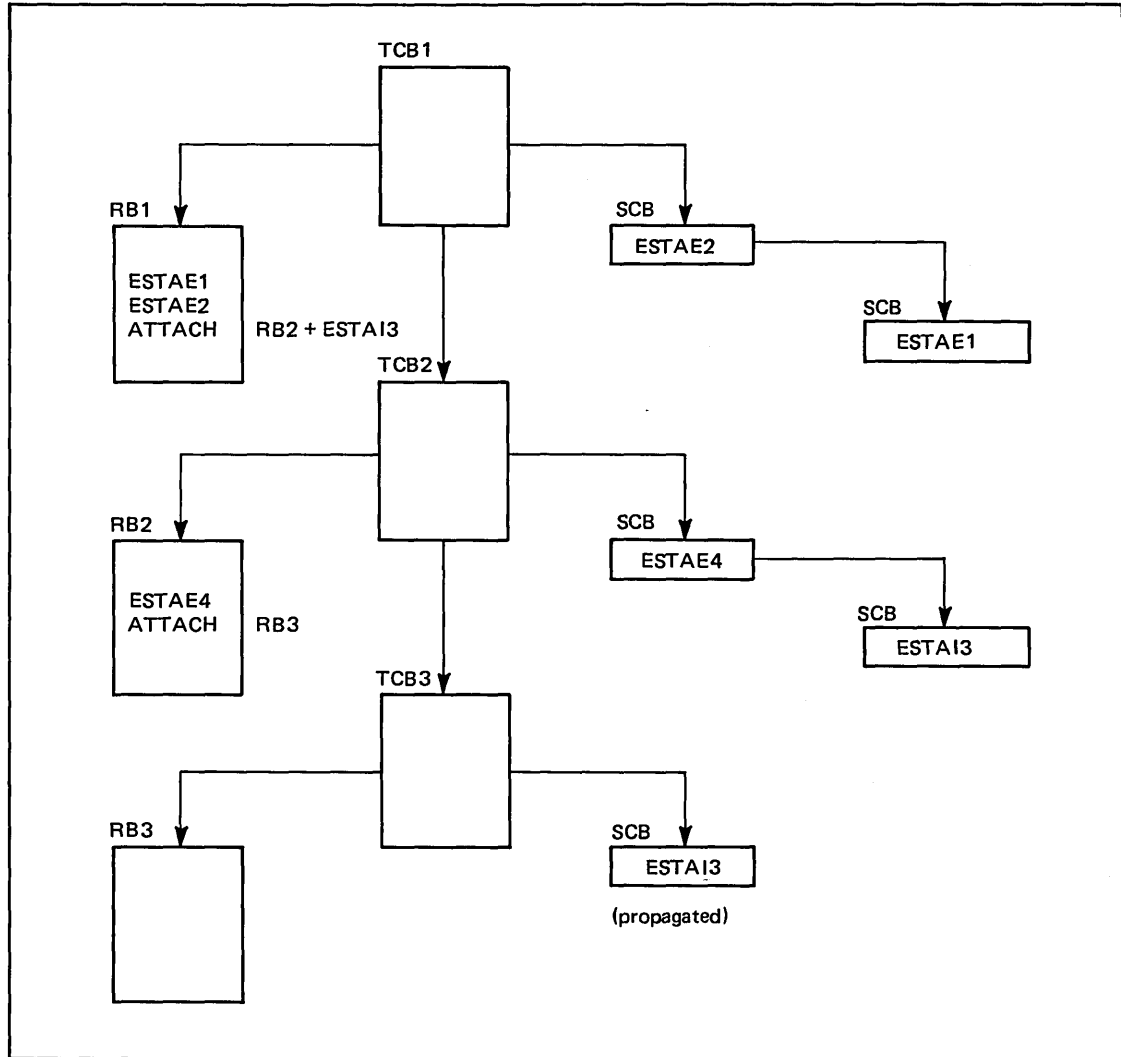 TCB1
RB1
SCB
ESTAE2
ESTAE1
ESTAE2
ATTACH
RB2 + ESTAI3
SCB
ESTAE1
TCB2
RB2
SCB
ESTAE4
ESTAE4
ATTACH
RB3
SCB
ESTAI3
TCB3
RB3
SCB
ESTAI3
(propagated)